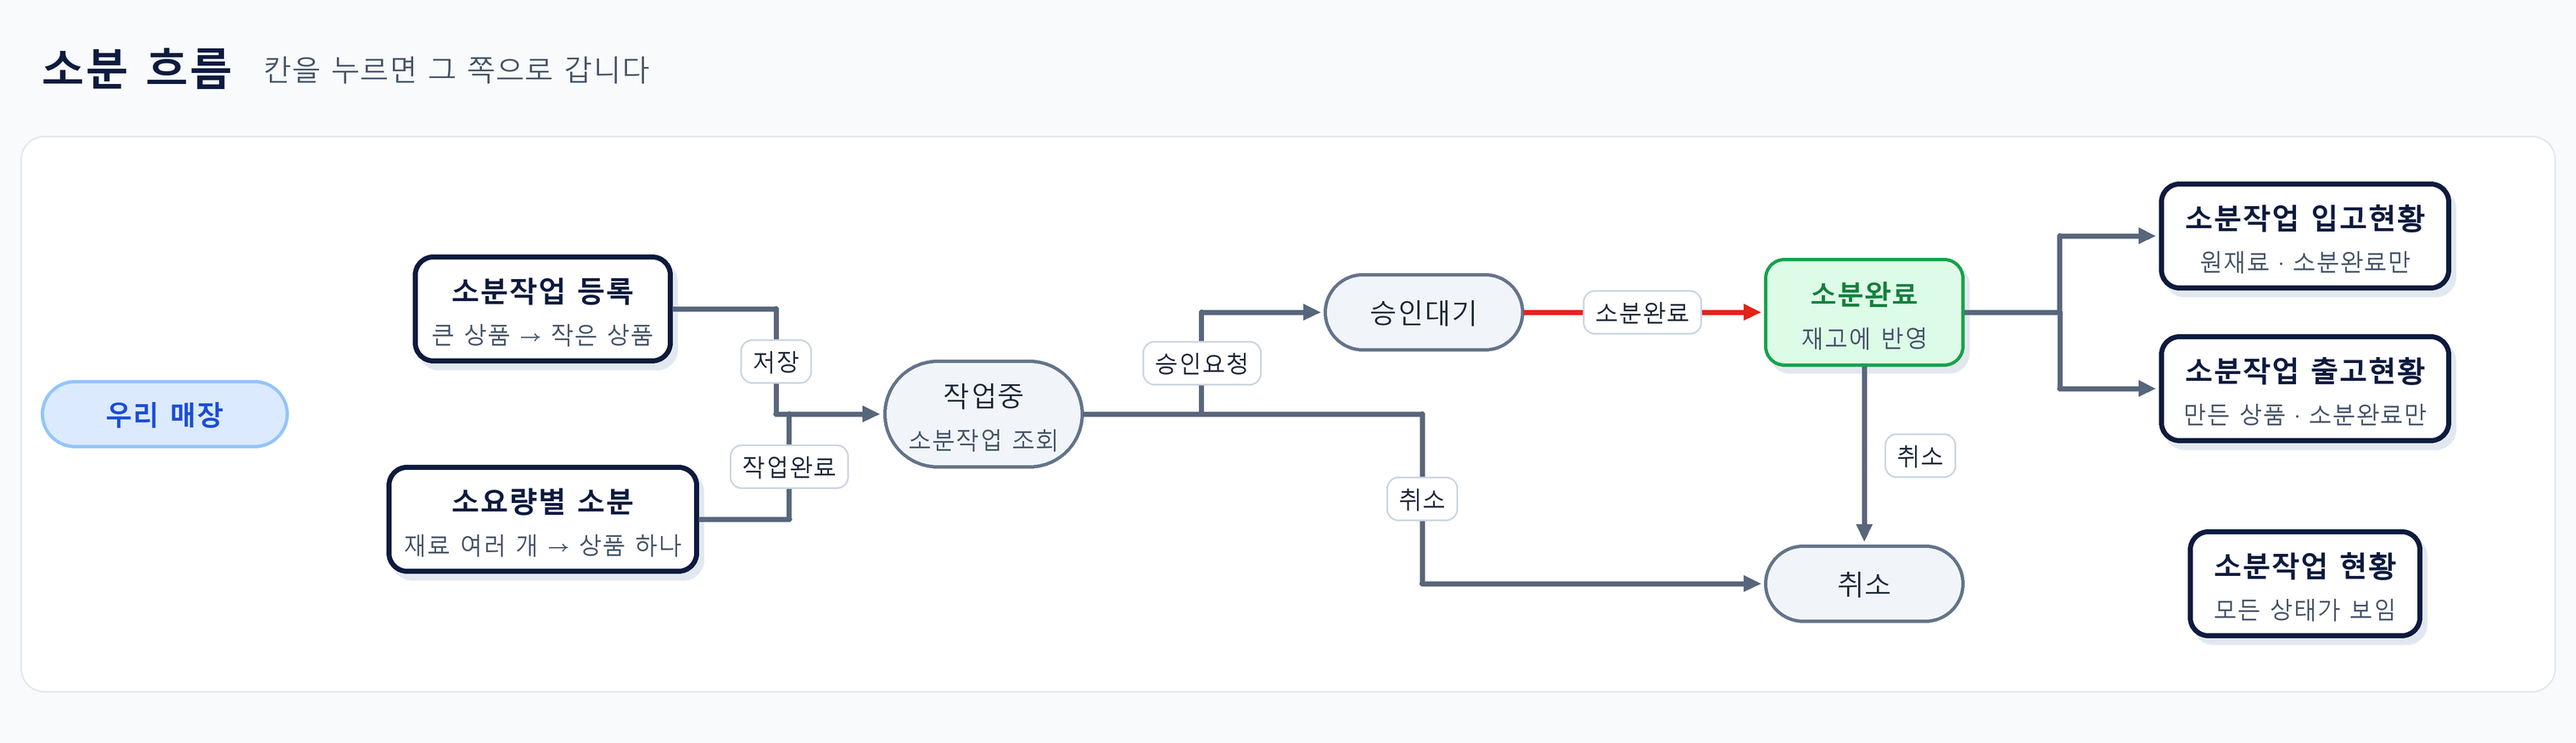 소분 흐름
칸을 누르면 그 쪽으로 갑니다
우리 매장
소분작업 등록
큰 상품 → 작은 상품
소요량별 소분
재료 여러 개 → 상품 하나
저장
작업완료
작업중
소분작업 조회
승인요청
취소
승인대기
소분완료
소분완료
재고에 반영
취소
취소
소분작업 입고현황
원재료 · 소분완료만
소분작업 출고현황
만든 상품 · 소분완료만
소분작업 현황
모든 상태가 보임